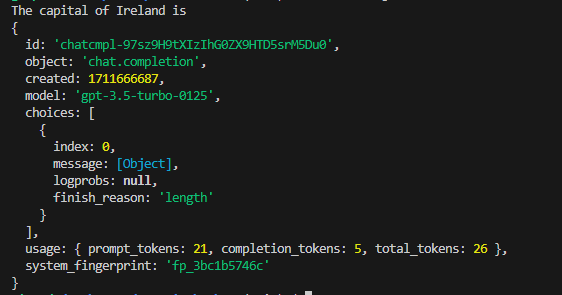 The capital of Ireland is
{
  id: 'chatcmpl-97sz9H9tXIzIhG0ZX9HTD5srM5Du0',
  object: 'chat.completion',
  created: 1711666687,
  model: 'gpt-3.5-turbo-0125',
  choices: [
    {
      index: 0,
      message: [Object],
      logprobs: null,
      finish_reason: 'length'
    }
  ],
  usage: { prompt_tokens: 21, completion_tokens: 5, total_tokens: 26 },
  system_fingerprint: 'fp_3bc1b5746c'
}